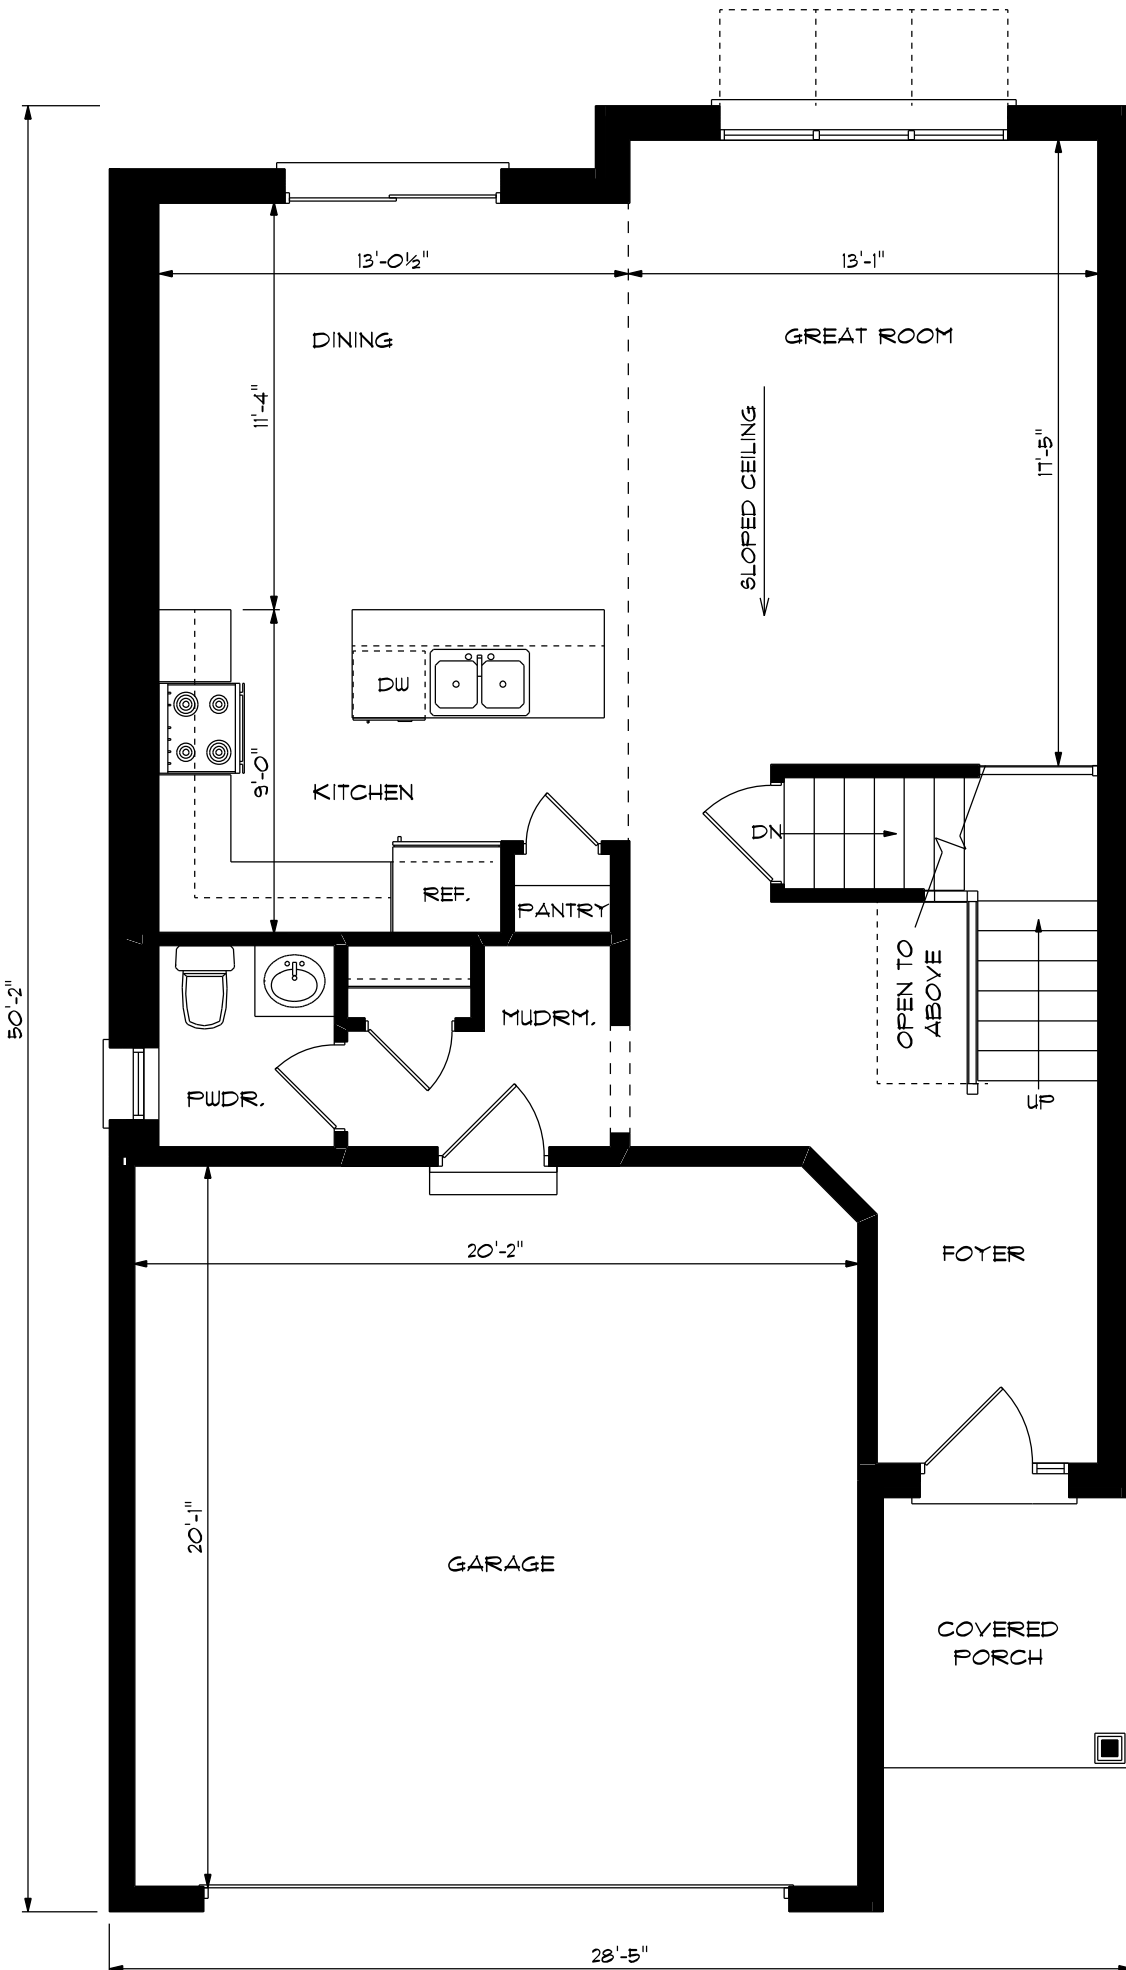 13'-0½"
13'-1"
DINING
GREAT ROOM
11'-4"
SLOPED CEILING
17'-5"
DW
9'-0"
KITCHEN
DN
REF.
PANTRY
OPEN TO
ABOVE
50'-2"
MUDRM.
PWDR.
UP
20'-2"
FOYER
20'-1"
GARAGE
COVERED
PORCH
28'-5"